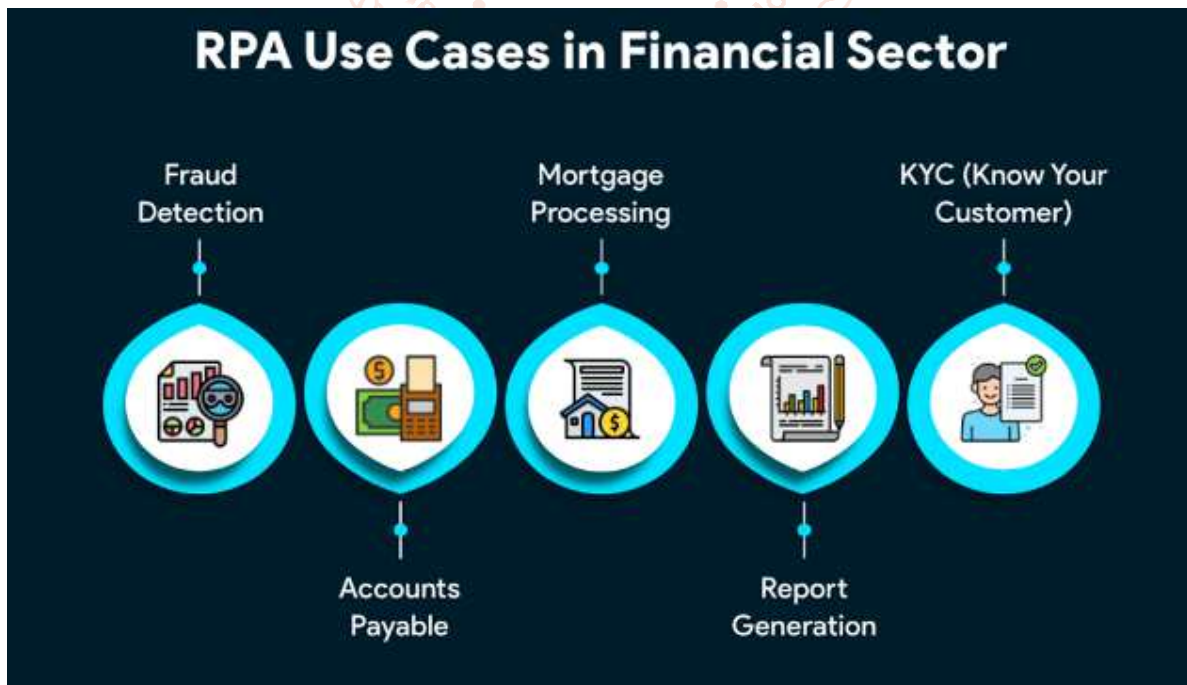 RPA Use Cases in Financial Sector
Fraud
Detection
Mortgage
Processing
KYC (Know Your
Customer)
Accounts
Payable
Report
Generation